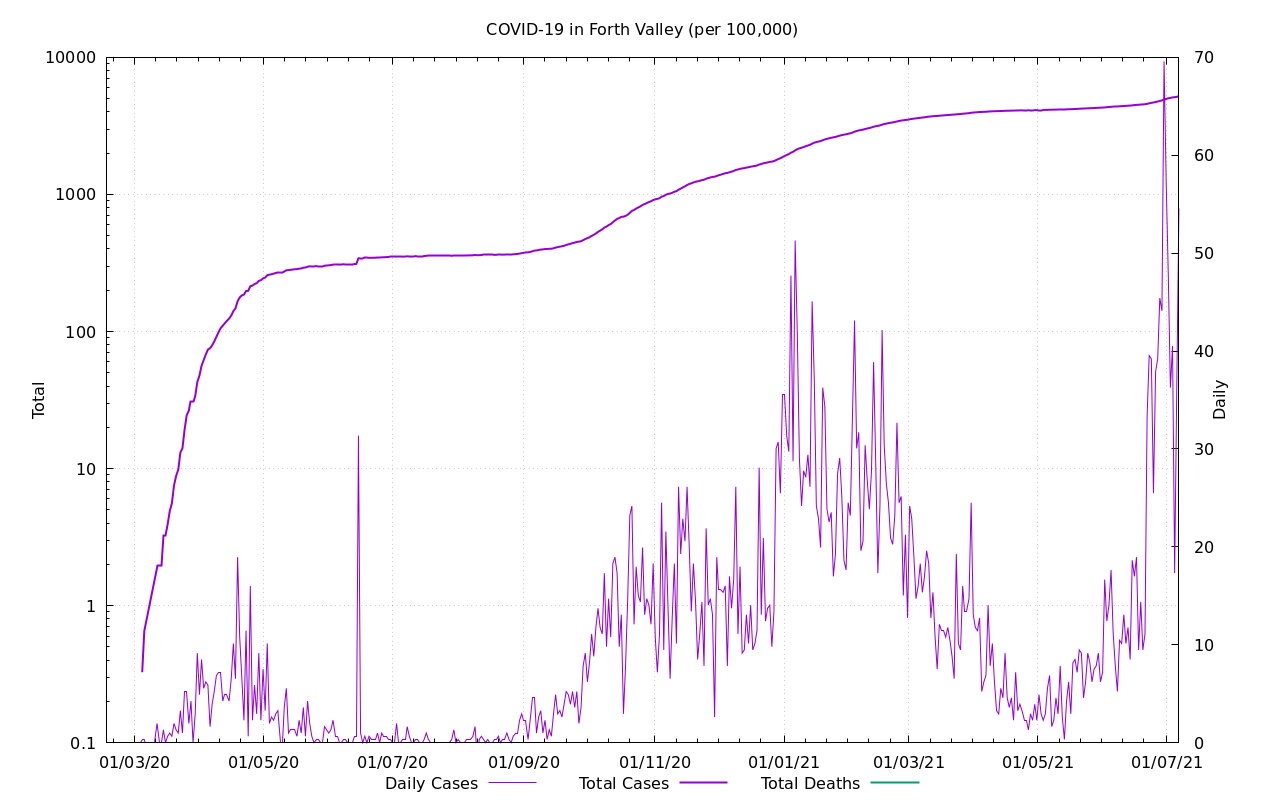 COVID-19 in Forth Valley (per 100,000)
10000
1000
100
10
1
0.1
Total
70
60
50
40
30
20
10
0
Daily
01/03/20 01/05/20 01/07/20 01/09/20 01/11/20 01/01/21 01/03/21 01/05/21 01/07/21
Daily Cases Total Cases Total Deaths